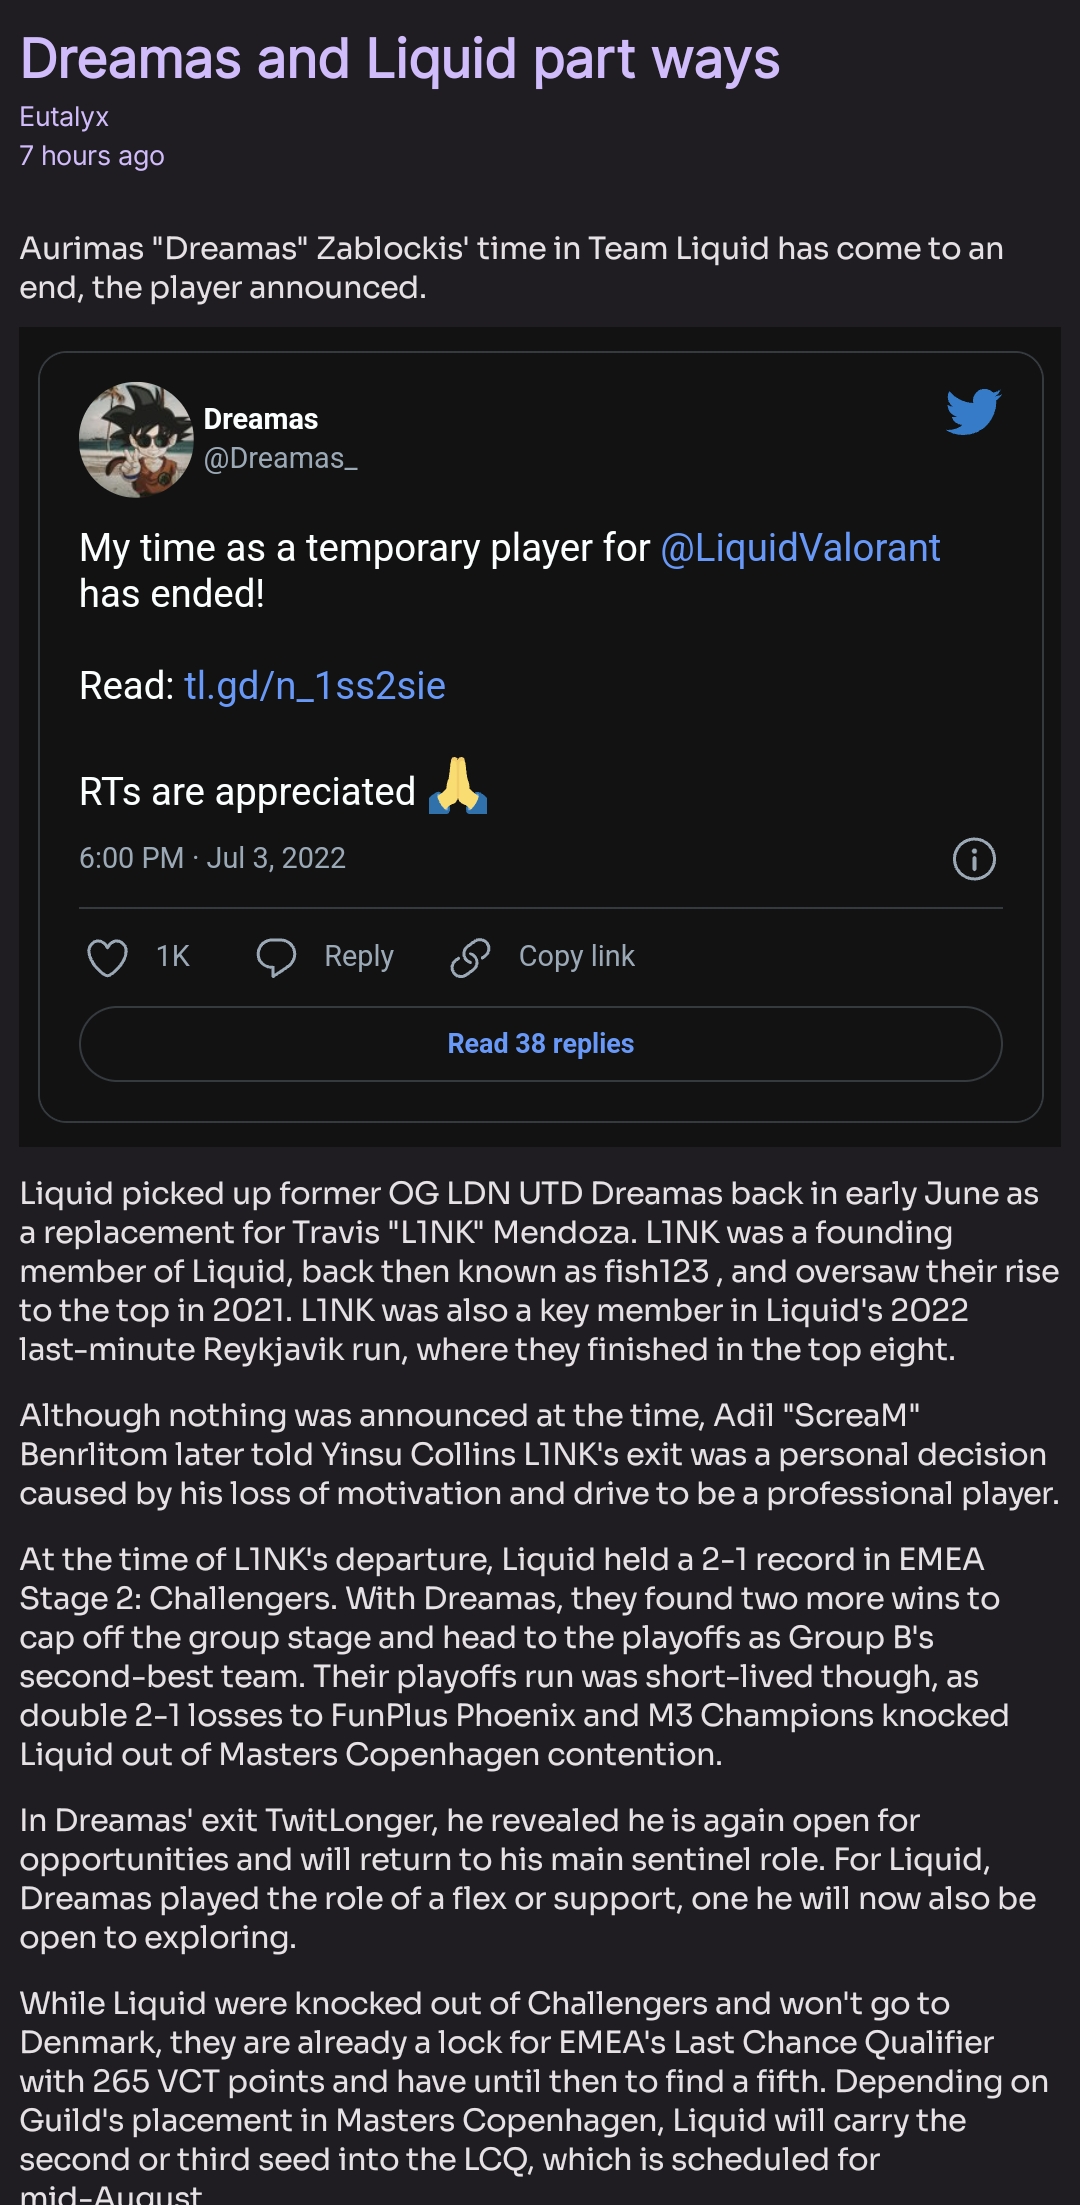 Dreamas and Liquid part ways
Eutalyx
7 hours ago
Aurimas "Dreamas" Zablockis' time in Team Liquid has come to an
end, the player announced.
Dreamas
@Dreamas_
My time as a temporary player for @LiquidValorant
has ended!
Read: tl.gd/n_1ss2sie
RTs are appreciated 🙏
6:00 PM · Jul 3, 2022
1K Reply Copy link
Read 38 replies
Liquid picked up former OG LDN UTD Dreamas back in early June as
a replacement for Travis "L1NK" Mendoza. L1NK was a founding
member of Liquid, back then known as fish123 , and oversaw their rise
to the top in 2021. L1NK was also a key member in Liquid's 2022
last-minute Reykjavik run, where they finished in the top eight.
Although nothing was announced at the time, Adil "ScreaM"
Benrlitom later told Yinsu Collins L1NK's exit was a personal decision
caused by his loss of motivation and drive to be a professional player.
At the time of L1NK's departure, Liquid held a 2-1 record in EMEA
Stage 2: Challengers. With Dreamas, they found two more wins to
cap off the group stage and head to the playoffs as Group B's
second-best team. Their playoffs run was short-lived though, as
double 2-1 losses to FunPlus Phoenix and M3 Champions knocked
Liquid out of Masters Copenhagen contention.
In Dreamas' exit TwitLonger, he revealed he is again open for
opportunities and will return to his main sentinel role. For Liquid,
Dreamas played the role of a flex or support, one he will now also be
open to exploring.
While Liquid were knocked out of Challengers and won't go to
Denmark, they are already a lock for EMEA's Last Chance Qualifier
with 265 VCT points and have until then to find a fifth. Depending on
Guild's placement in Masters Copenhagen, Liquid will carry the
second or third seed into the LCQ, which is scheduled for
mid-August